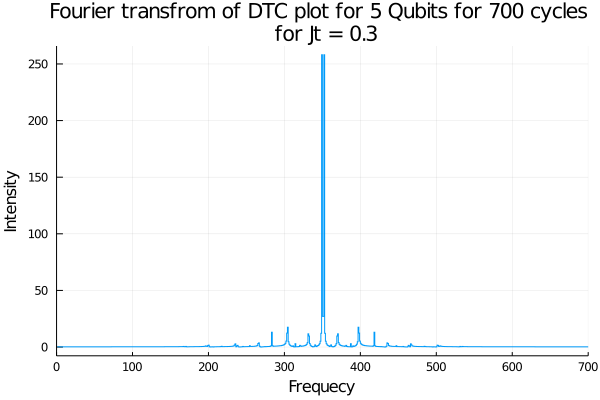 Fourier transfrom of DTC plot for 5 Qubits for 700 cycles
for Jt = 0.3
250
200
150
100
50
0
Intensity
0 100 200 300 400 500 600 700
Frequecy